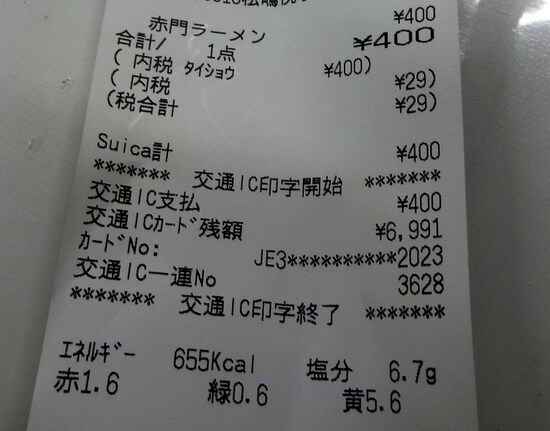 ¥400
赤門ラーメン ¥400
合計/ 1点
( 内税 ﾀｲｼｮｳ ¥400)
( 内税 ¥29)
(税合計 ¥29)
Suica計 ¥400
******* 交通IC印字開始 *******
交通IC支払 ¥400
交通ICｶｰﾄﾞ残額 ¥6,991
ｶｰﾄﾞNo: JE3**********2023
交通IC一連No 3628
******* 交通IC印字終了 *******
ｴﾈﾙｷﾞｰ 655Kcal 塩分 6.7g
赤1.6 緑0.6 黄5.6